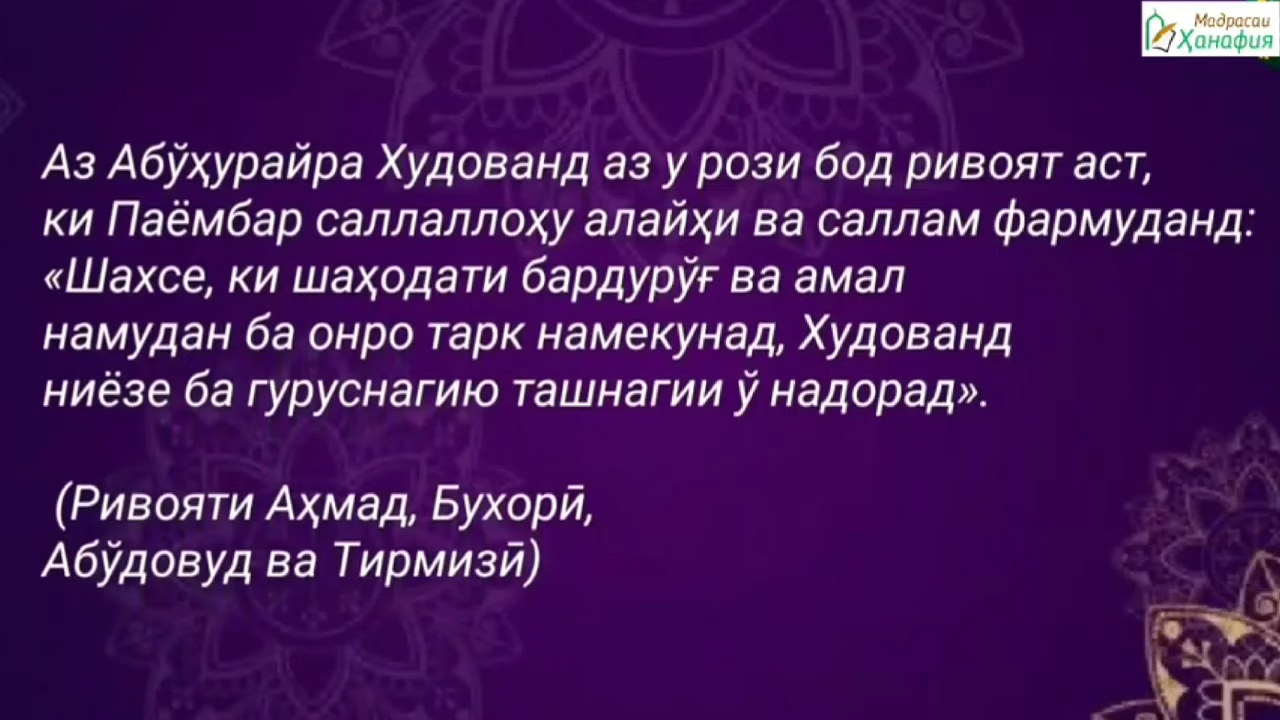 Мадрасаи
Ҳанафия
Аз Абӯҳурайра Худованд аз у рози бод ривоят аст,
ки Паёмбар саллаллоҳу алайҳи ва саллам фармуданд:
«Шахсе, ки шаҳодати бардурӯғ ва амал
намудан ба онро тарк намекунад, Худованд
ниёзе ба гуруснагию ташнагии ӯ надорад».
(Ривояти Аҳмад, Бухорӣ,
Абӯдовуд ва Тирмизӣ)